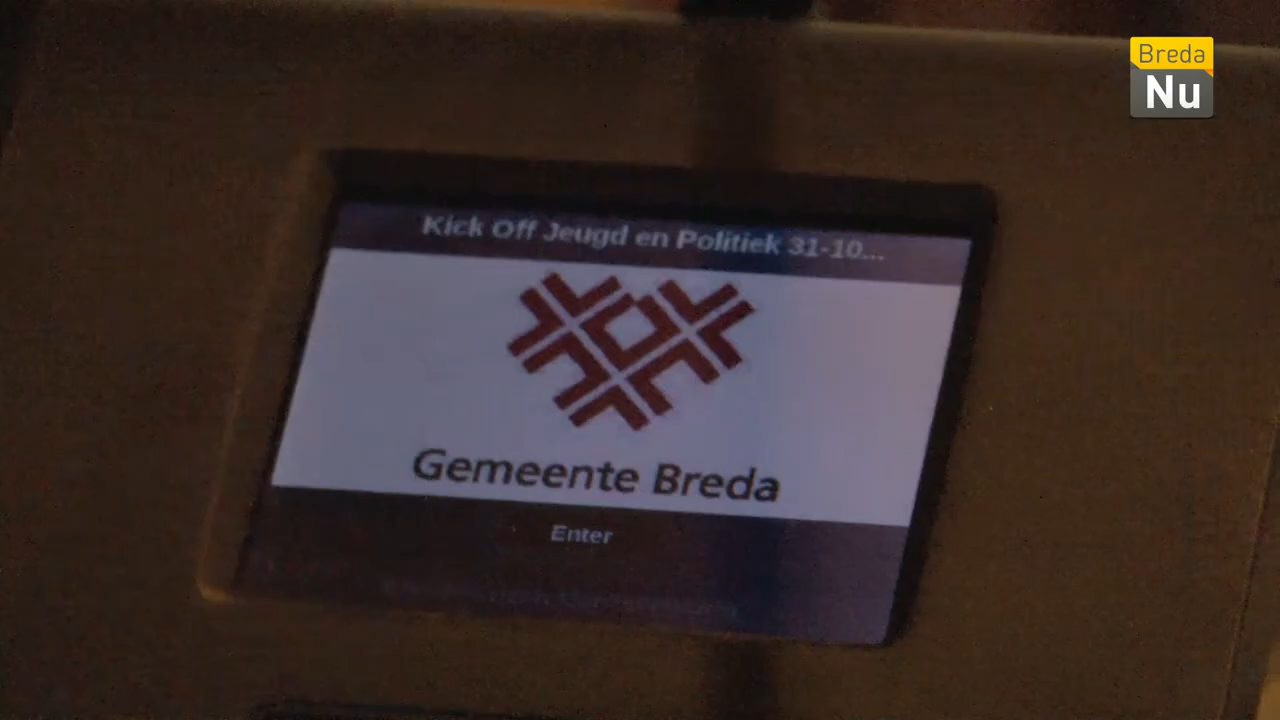 Breda
Nu
Kick Off Jeugd en Politiek 31-10...
Gemeente Breda
Enter